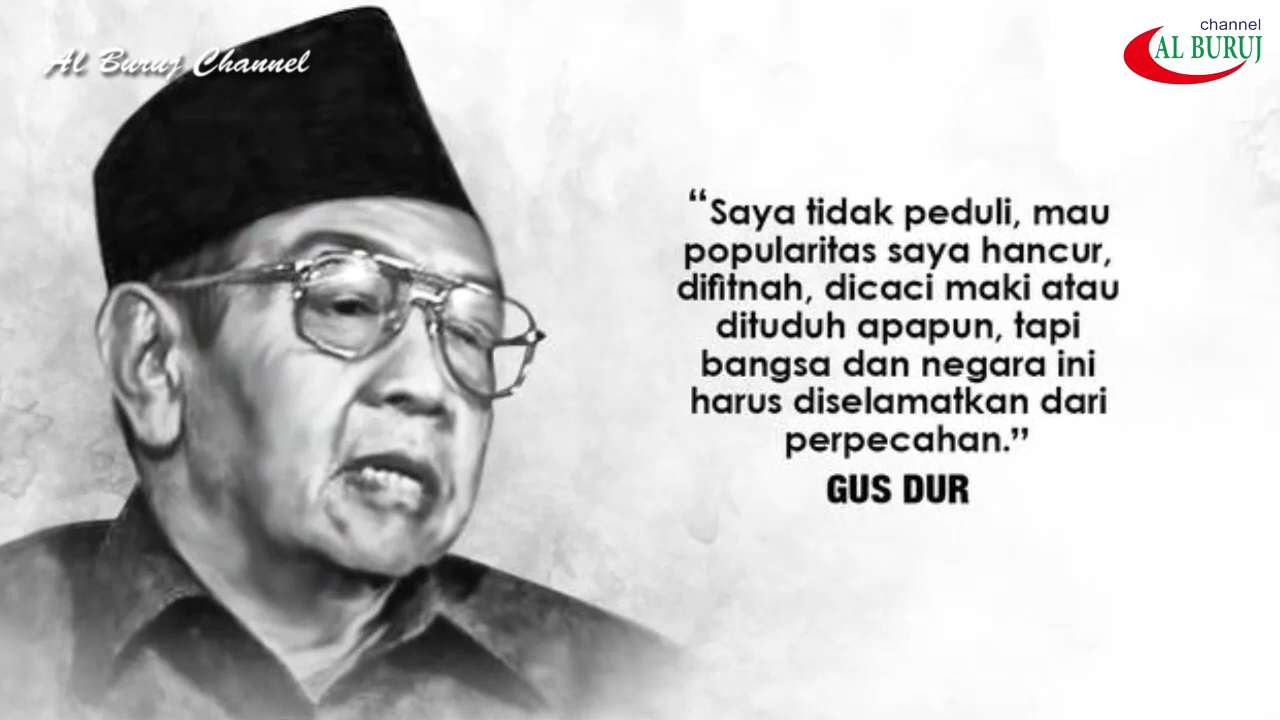 Al Buruj Channel
channel
AL BURUJ
“Saya tidak peduli, mau
popularitas saya hancur,
difitnah, dicaci maki atau
dituduh apapun, tapi
bangsa dan negara ini
harus diselamatkan dari
perpecahan.”
GUS DUR